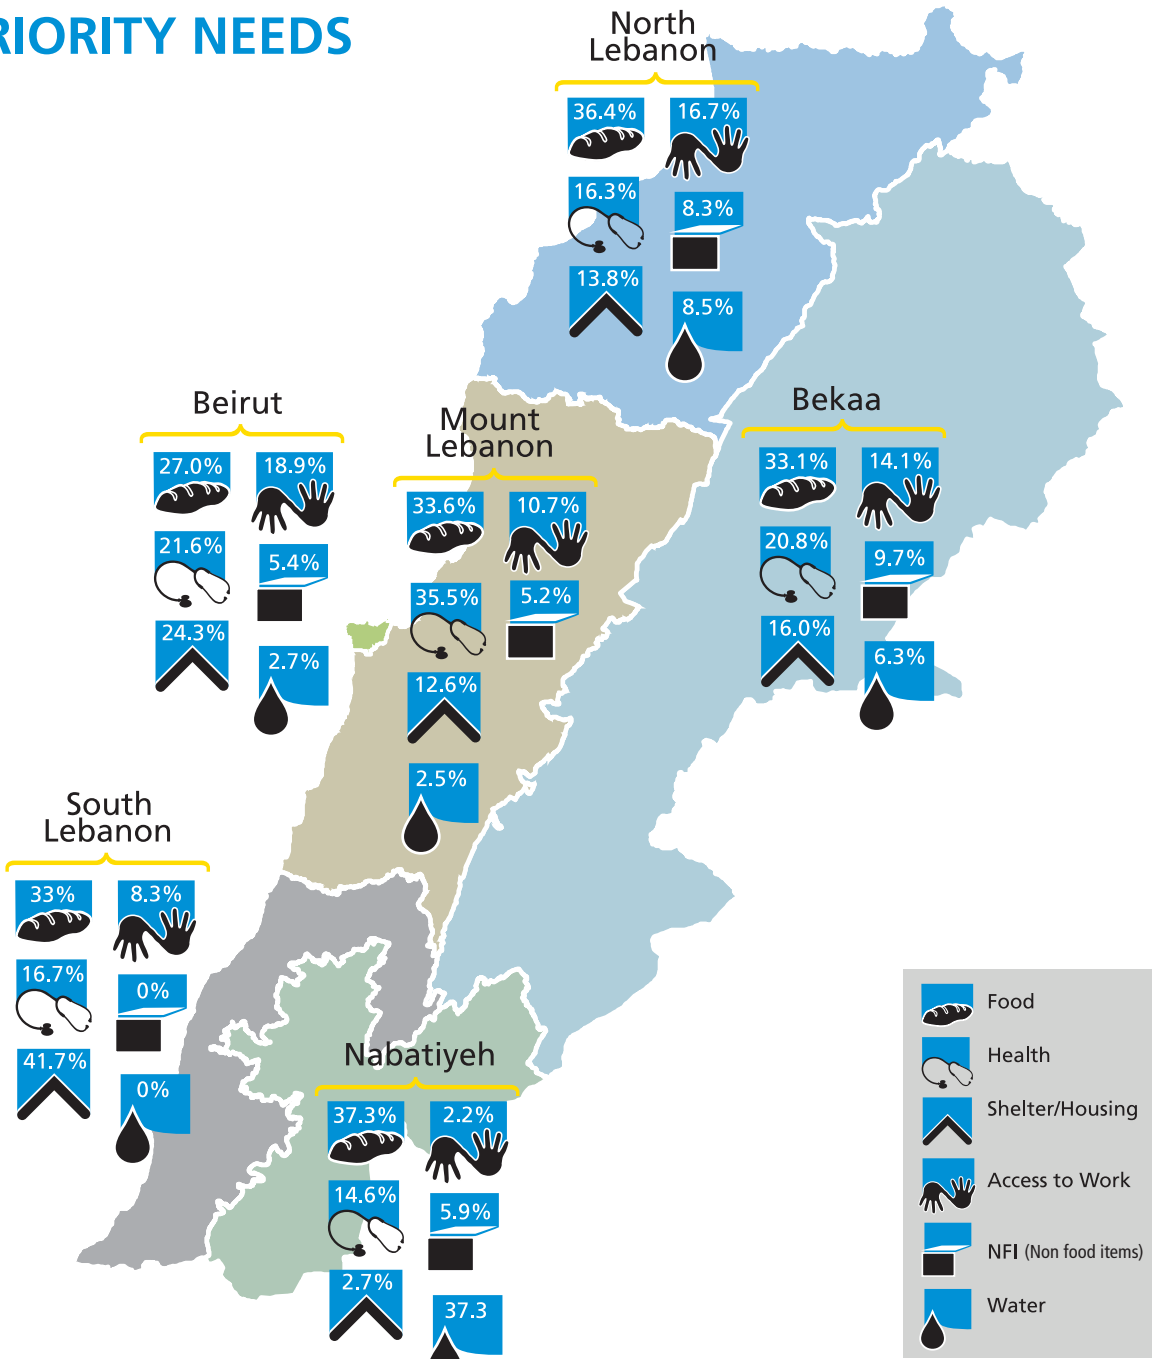 RIORITY NEEDS
North
Lebanon
36.4%
16.7%
16.3%
8.3%
13.8%
8.5%
Beirut
27.0%
18.9%
21.6%
5.4%
24.3%
2.7%
Mount
Lebanon
33.6%
10.7%
35.5%
5.2%
12.6%
2.5%
Bekaa
33.1%
14.1%
20.8%
9.7%
16.0%
6.3%
South
Lebanon
33%
8.3%
16.7%
0%
41.7%
0%
Nabatiyeh
37.3%
2.2%
14.6%
5.9%
2.7%
37.3
Food
Health
Shelter/Housing
Access to Work
NFI (Non food items)
Water